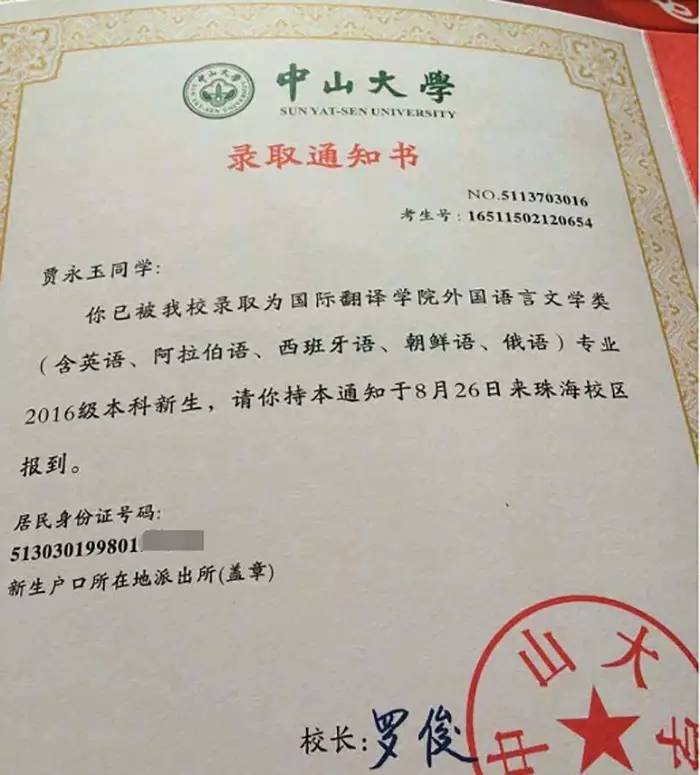 中山大學
SUN YAT-SEN UNIVERSITY
录取通知书
NO.5113703016
考生号：16511502120654
贾永玉同学：
你已被我校录取为国际翻译学院外国语言文学类
（含英语、阿拉伯语、西班牙语、朝鲜语、俄语）专业
2016级本科新生，请你持本通知于8月26日来珠海校区
报到。
居民身份证号码：
513030199801
新生户口所在地派出所(盖章)
校长：罗俊
中山大学